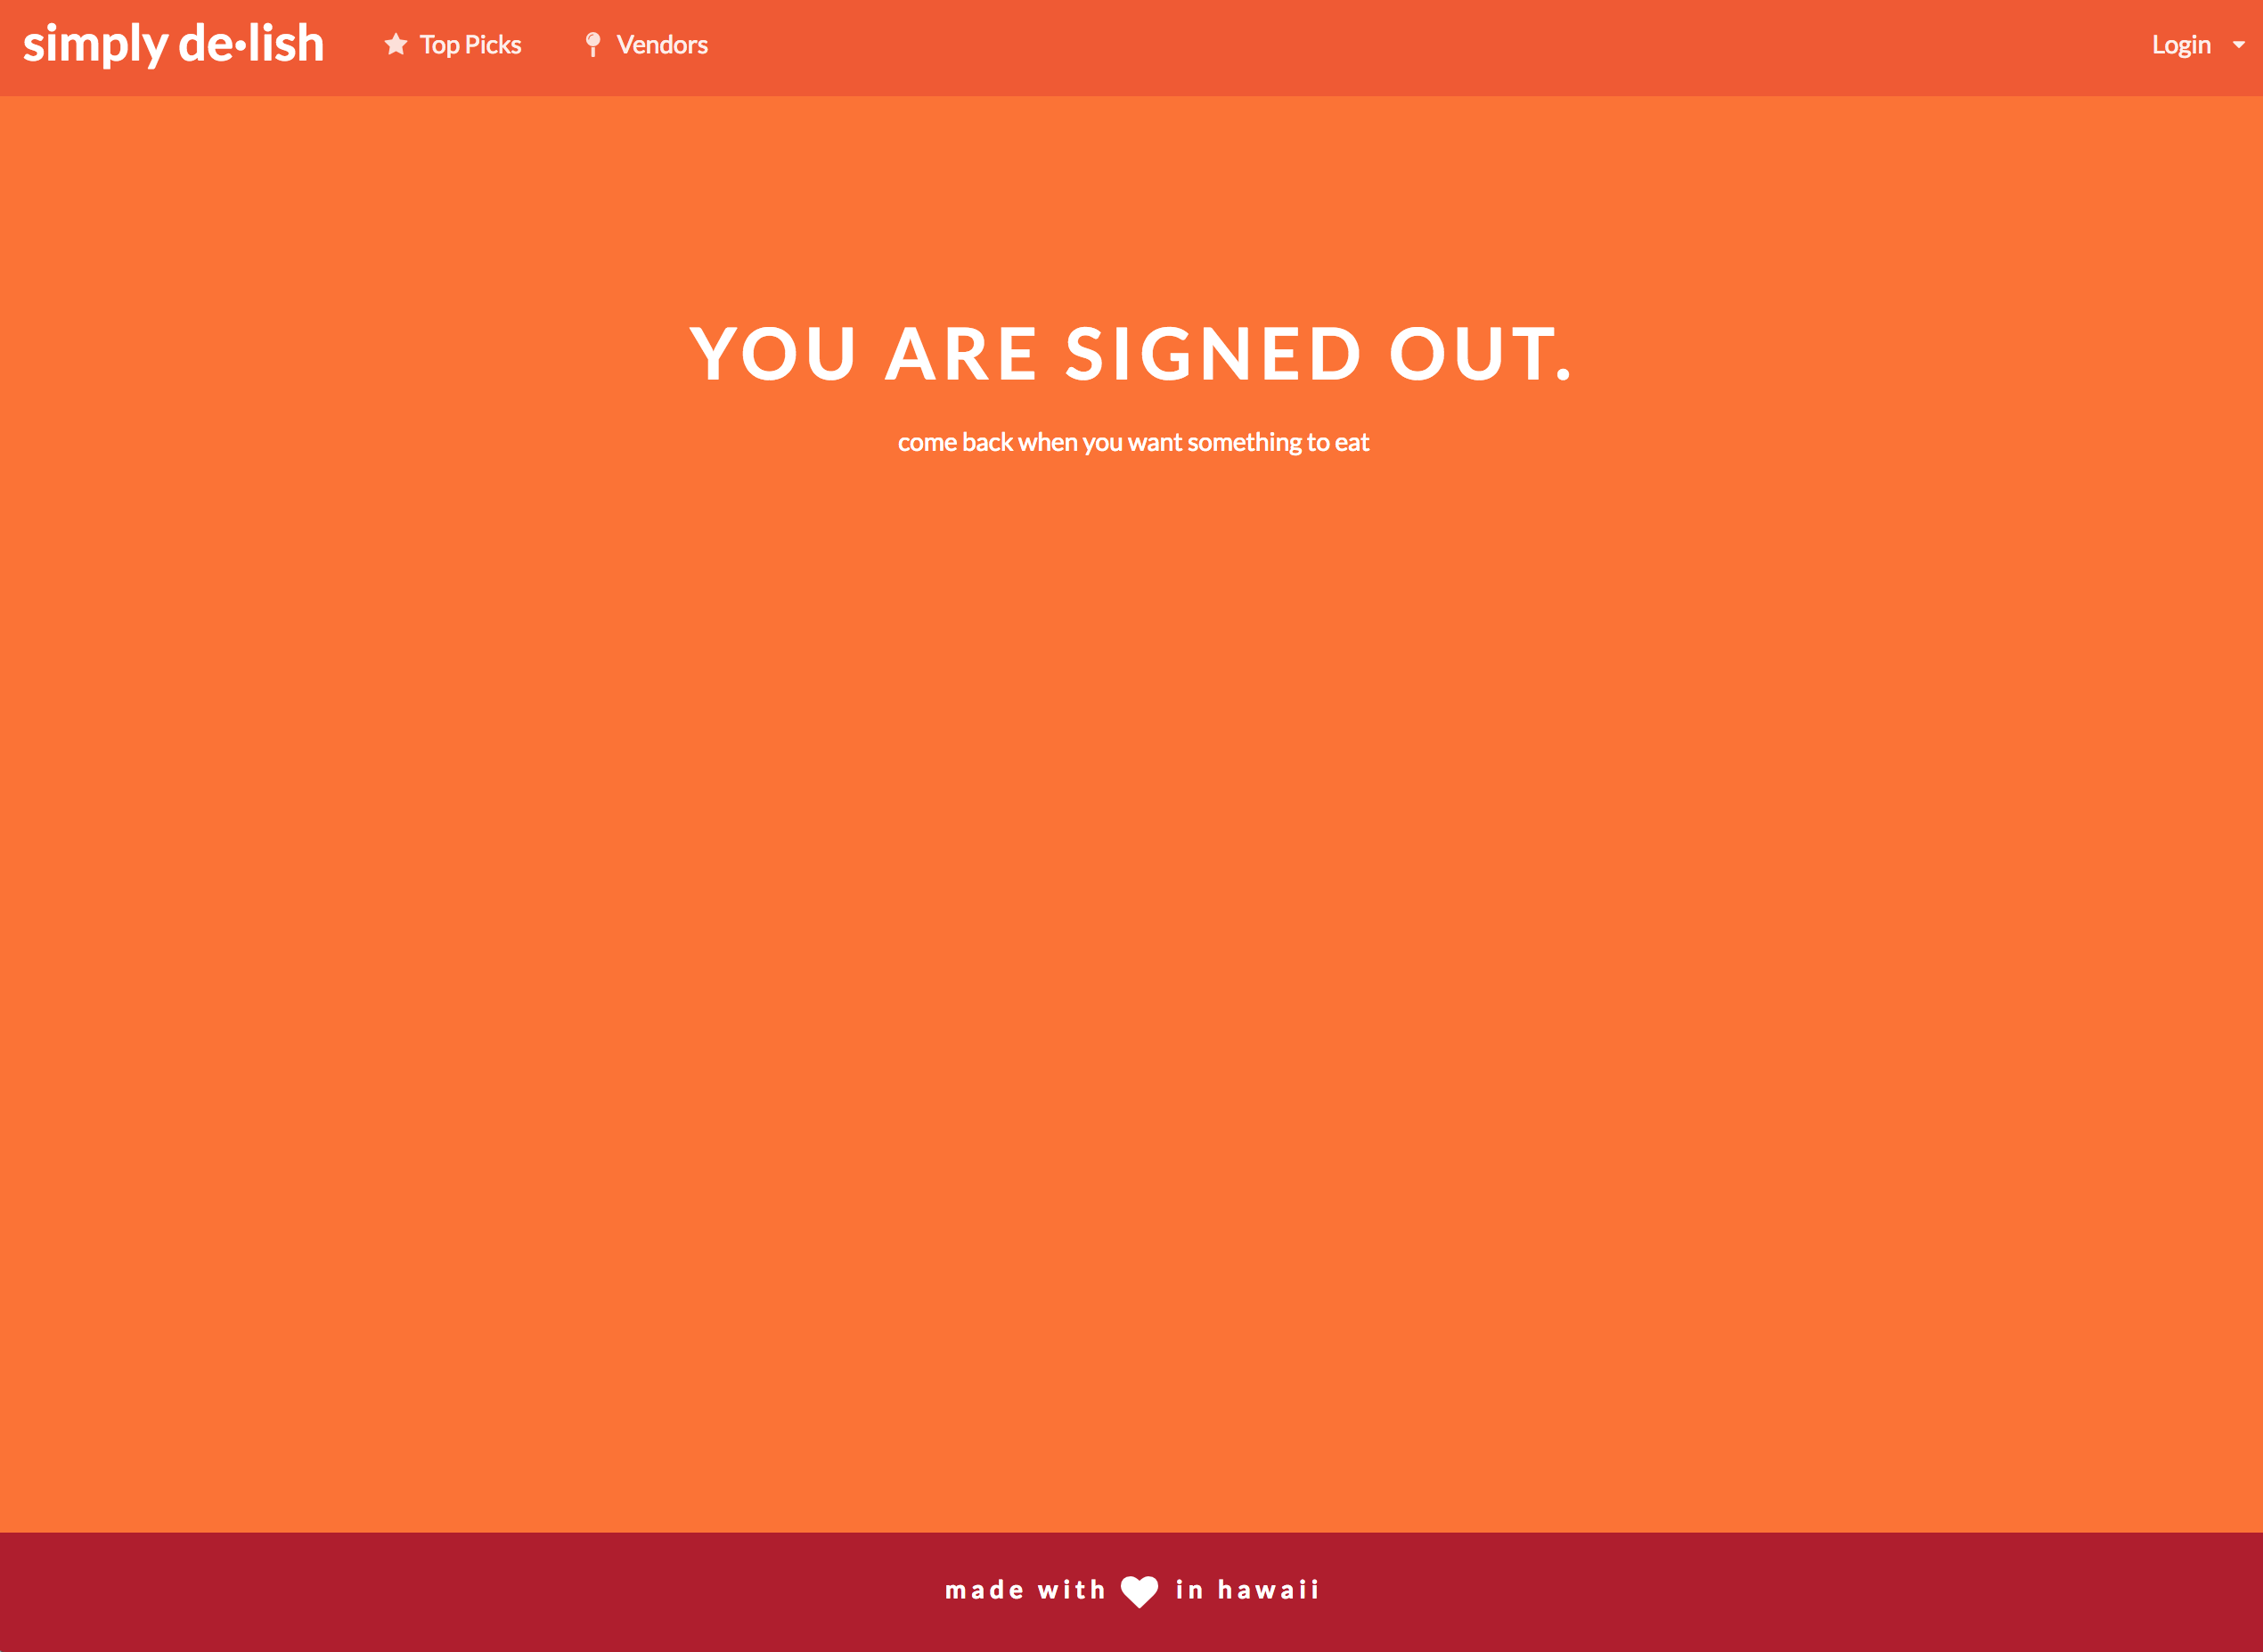 simply de•lish Top Picks Vendors Login
YOU ARE SIGNED OUT.
come back when you want something to eat
made with in hawaii